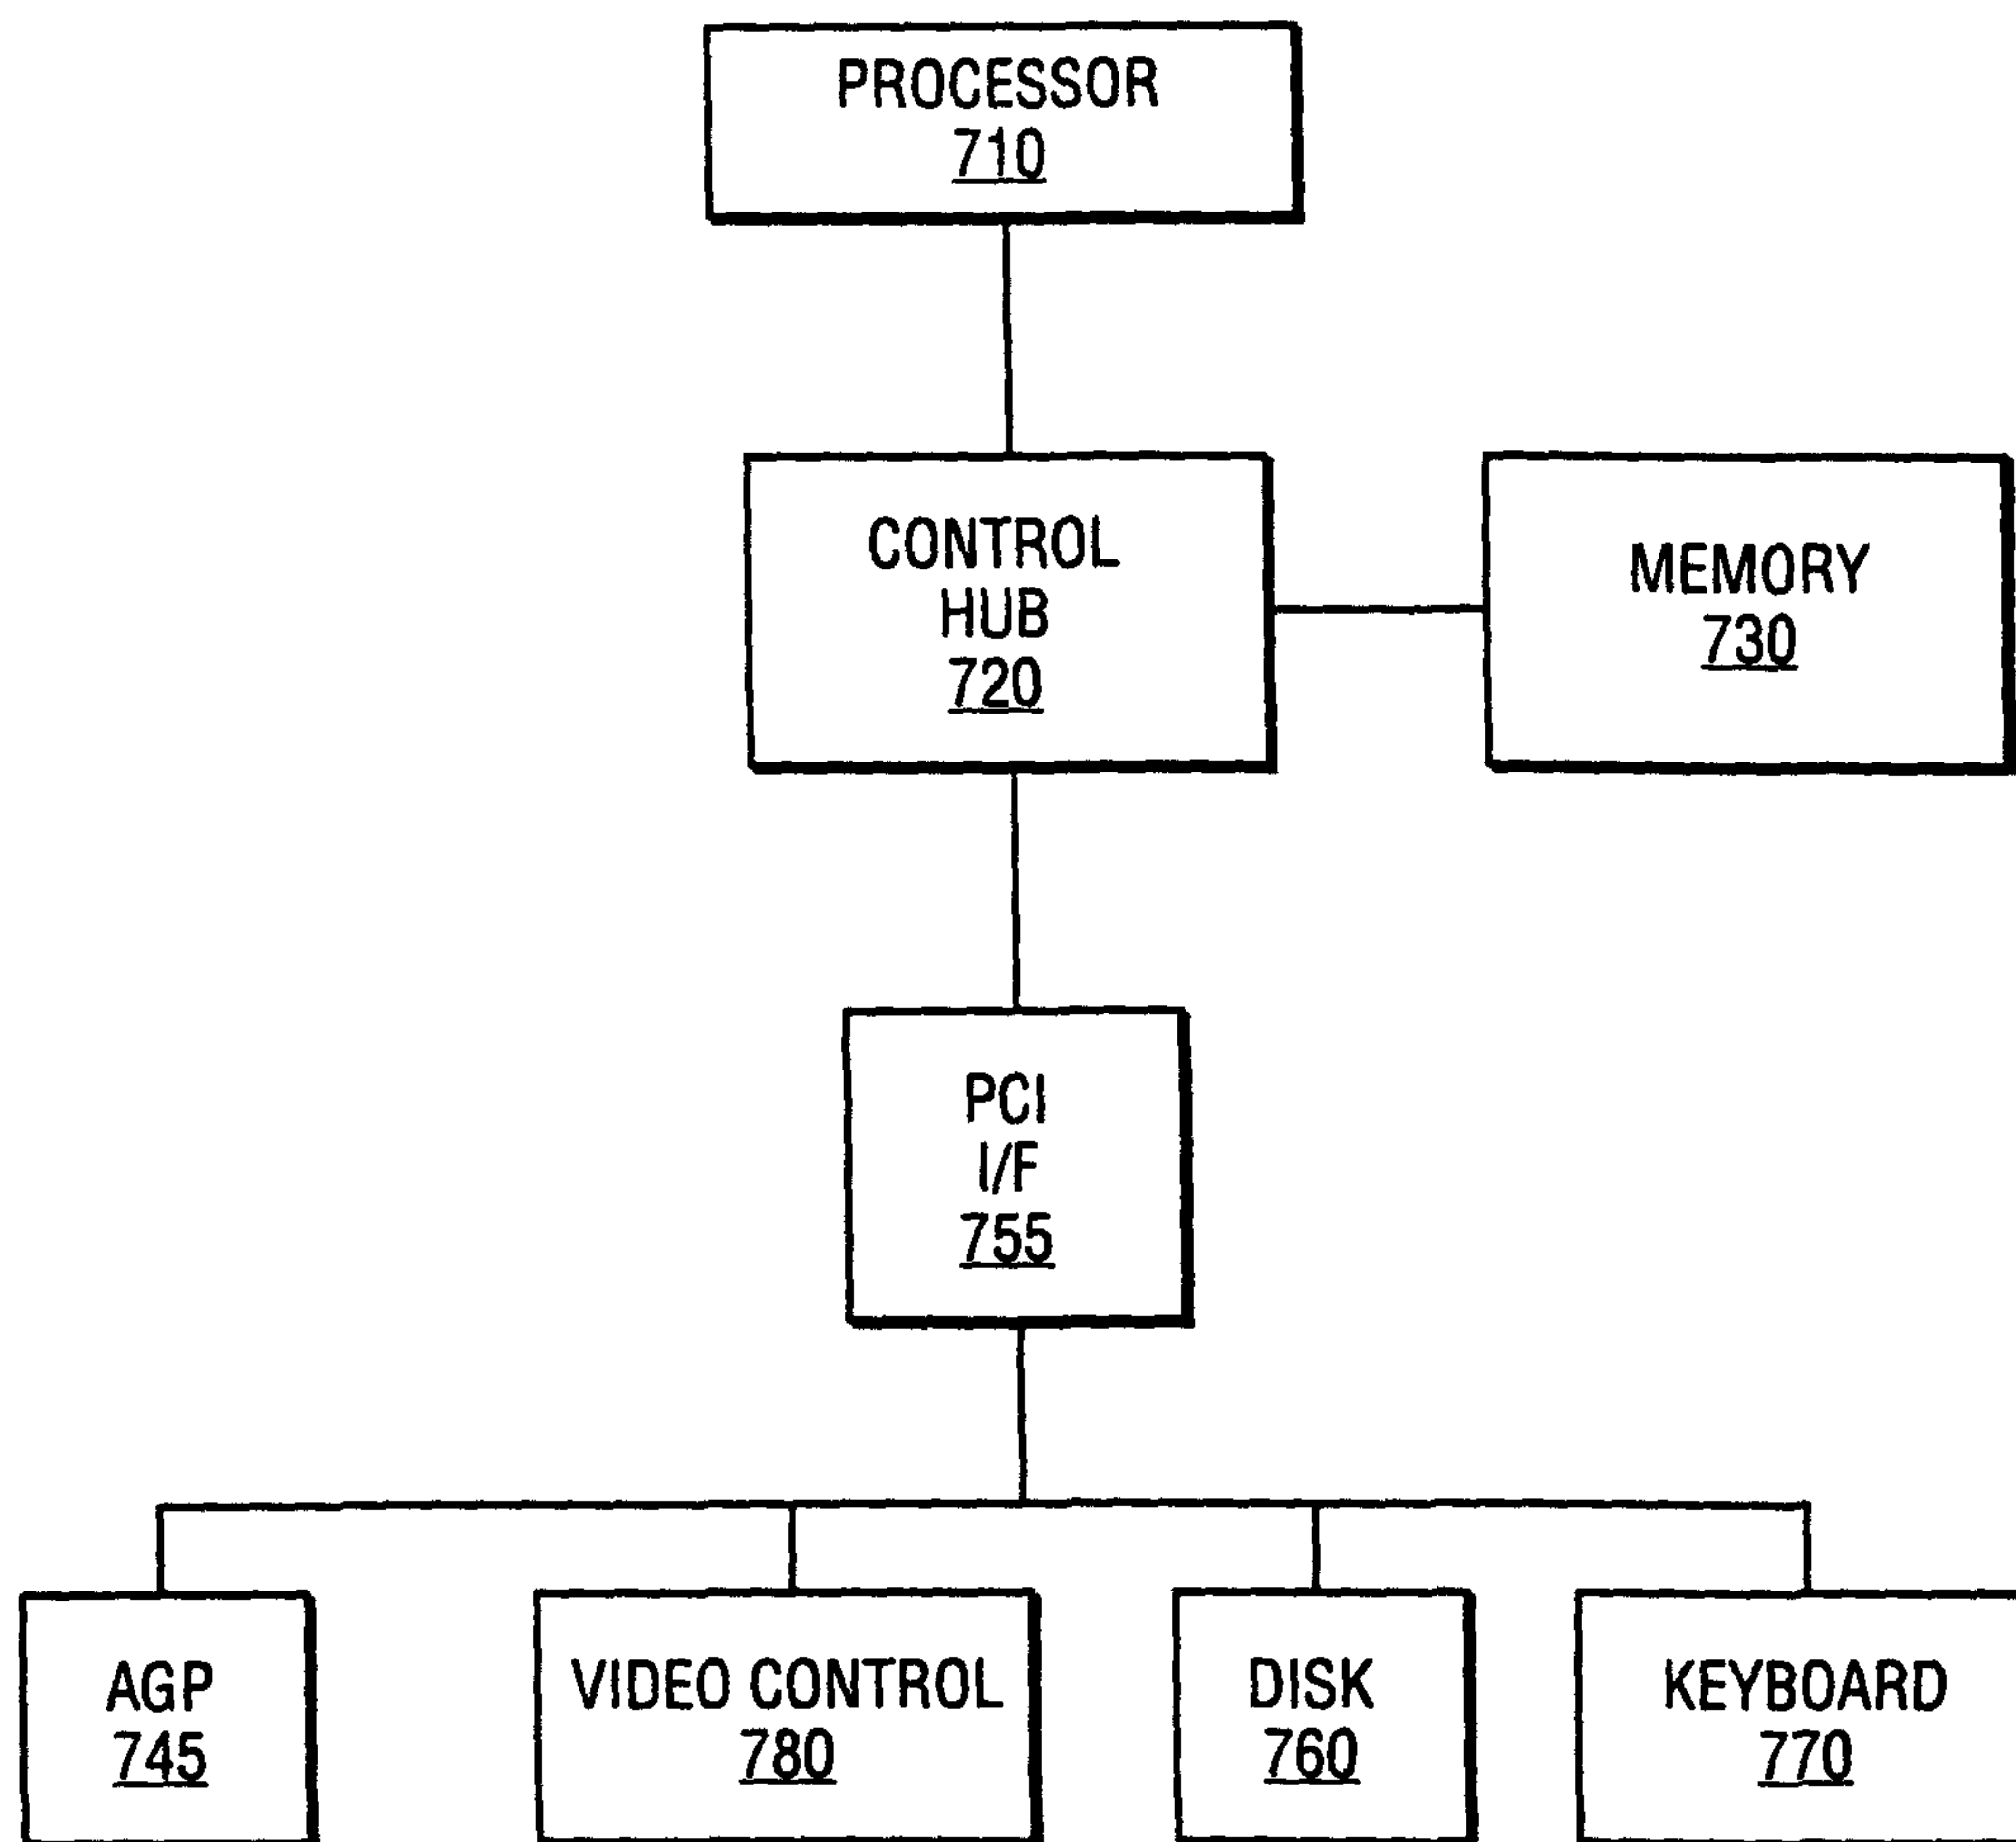 PROCESSOR
710
CONTROL
HUB
720
MEMORY
730
PCI
I/F
755
AGP
745
VIDEO CONTROL
780
DISK
760
KEYBOARD
770